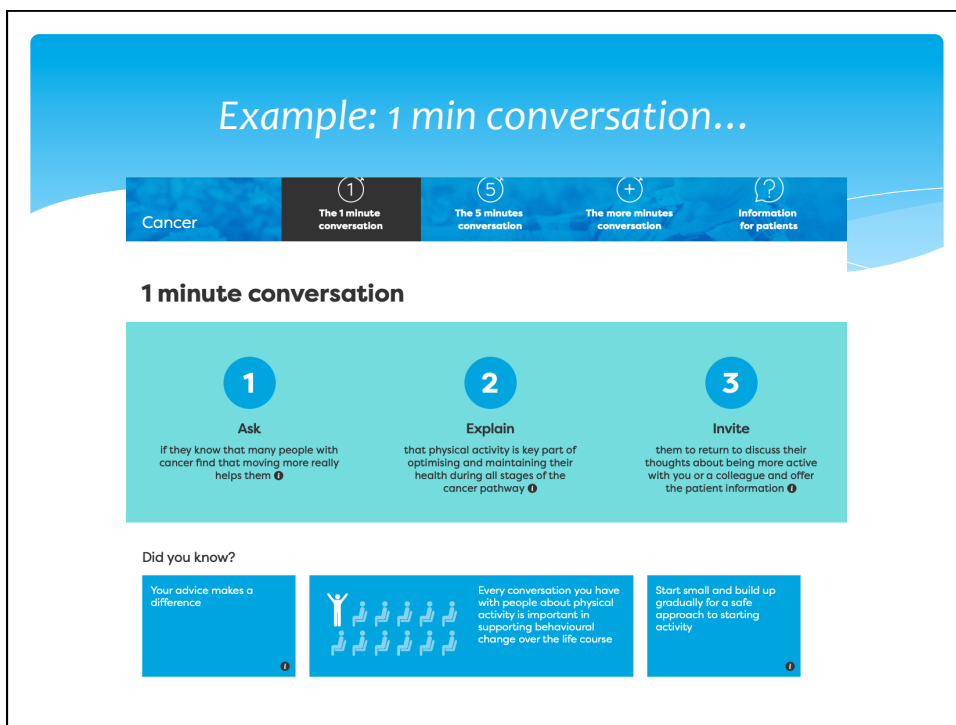 Example: 1 min conversation...
Cancer
1
The 1 minute
conversation
5
The 5 minutes
conversation
+
The more minutes
conversation
?
Information
for patients
1 minute conversation
1
Ask
if they know that many people with
cancer find that moving more really
helps them i
2
Explain
that physical activity is key part of
optimising and maintaining their
health during all stages of the
cancer pathway i
3
Invite
them to return to discuss their
thoughts about being more active
with you or a colleague and offer
the patient information i
Did you know?
Your advice makes a
difference
i
Every conversation you have
with people about physical
activity is important in
supporting behavioural
change over the life course
Start small and build up
gradually for a safe
approach to starting
activity
i